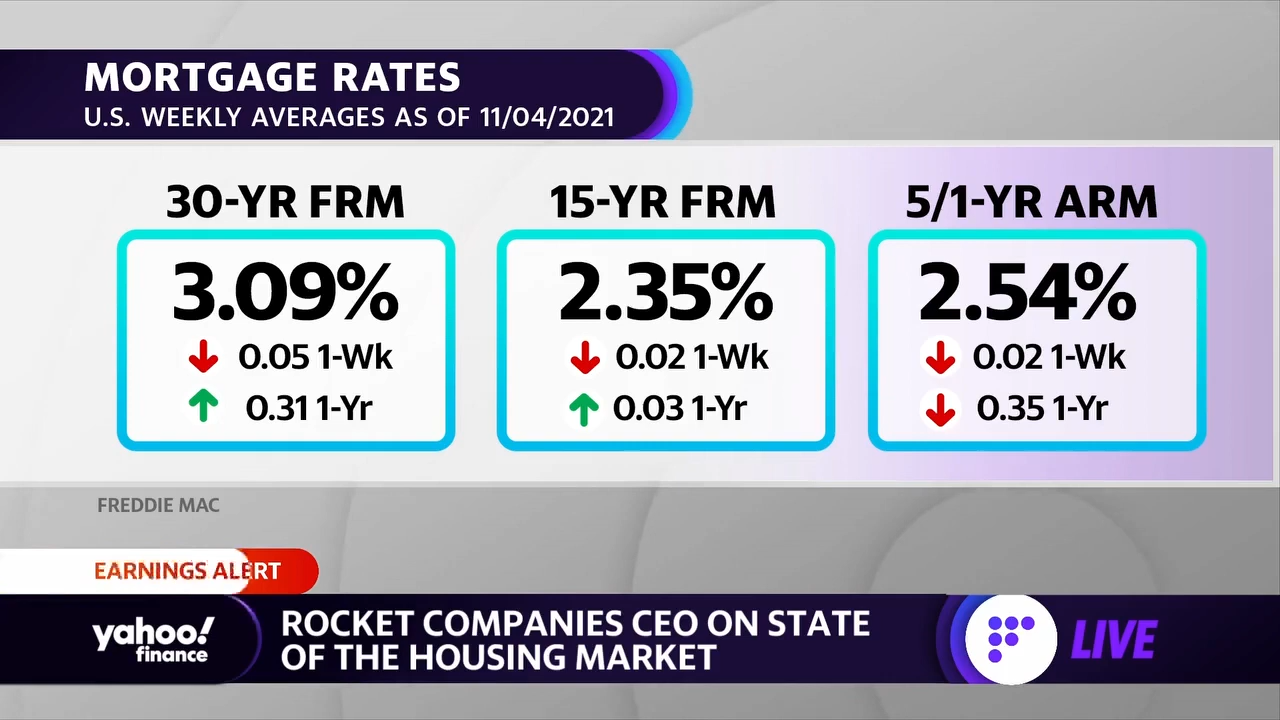 MORTGAGE RATES
U.S. WEEKLY AVERAGES AS OF 11/04/2021
30-YR FRM
3.09%
0.05 1-Wk
0.31 1-Yr
15-YR FRM
2.35%
0.02 1-Wk
0.03 1-Yr
5/1-YR ARM
2.54%
0.02 1-Wk
0.35 1-Yr
FREDDIE MAC
EARNINGS ALERT
yahoo!
finance
ROCKET COMPANIES CEO ON STATE
OF THE HOUSING MARKET
LIVE